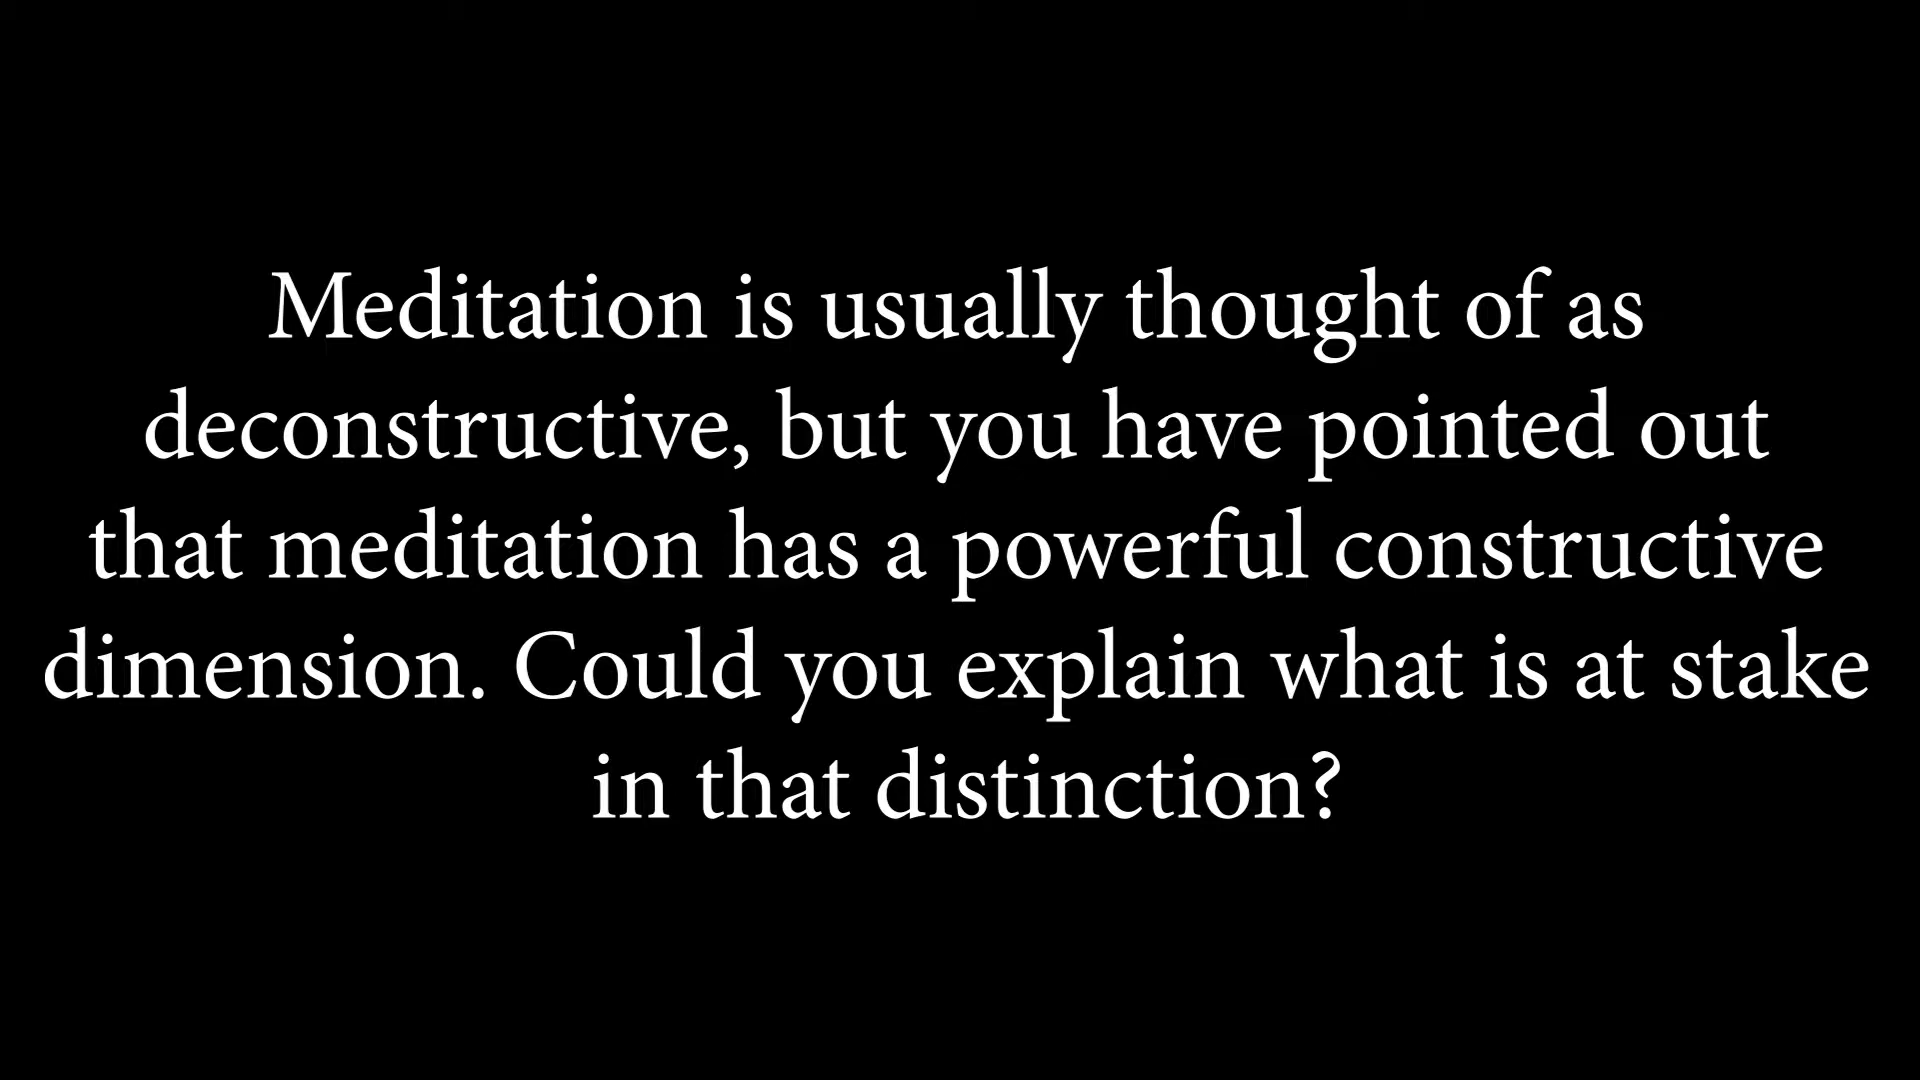 Meditation is usually thought of as
deconstructive, but you have pointed out
that meditation has a powerful constructive
dimension. Could you explain what is at stake
in that distinction?